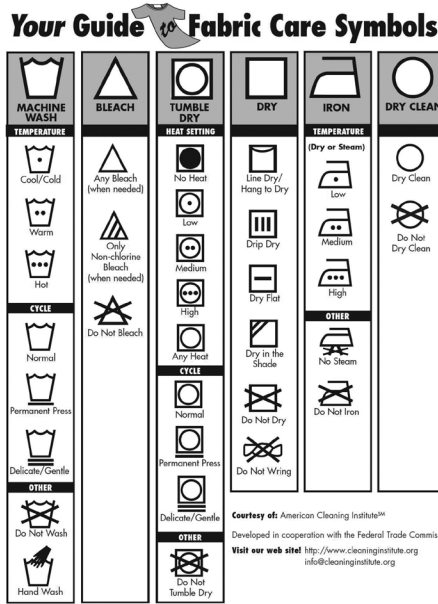 Your Guide to Fabric Care Symbols
MACHINE
WASH
TEMPERATURE
Cool/Cold
Warm
Hot
CYCLE
Normal
Permanent Press
Delicate/Gentle
OTHER
Do Not Wash
Hand Wash
BLEACH
Any Bleach
(when needed)
Only
Non-chlorine
Bleach
(when needed)
Do Not Bleach
TUMBLE
DRY
HEAT SETTING
No Heat
Low
Medium
High
Any Heat
CYCLE
Normal
Permanent Press
Delicate/Gentle
OTHER
Do Not
Tumble Dry
DRY
Line Dry/
Hang to Dry
Drip Dry
Dry Flat
Dry in the
Shade
Do Not Dry
Do Not Wring
IRON
TEMPERATURE
(Dry or Steam)
Low
Medium
High
OTHER
No Steam
Do Not Iron
DRY CLEAN
Dry Clean
Do Not
Dry Clean
Courtesy of: American Cleaning Institute℠
Developed in cooperation with the Federal Trade Commis
Visit our web site! http://www.cleaninginstitute.org
info@cleaninginstitute.org